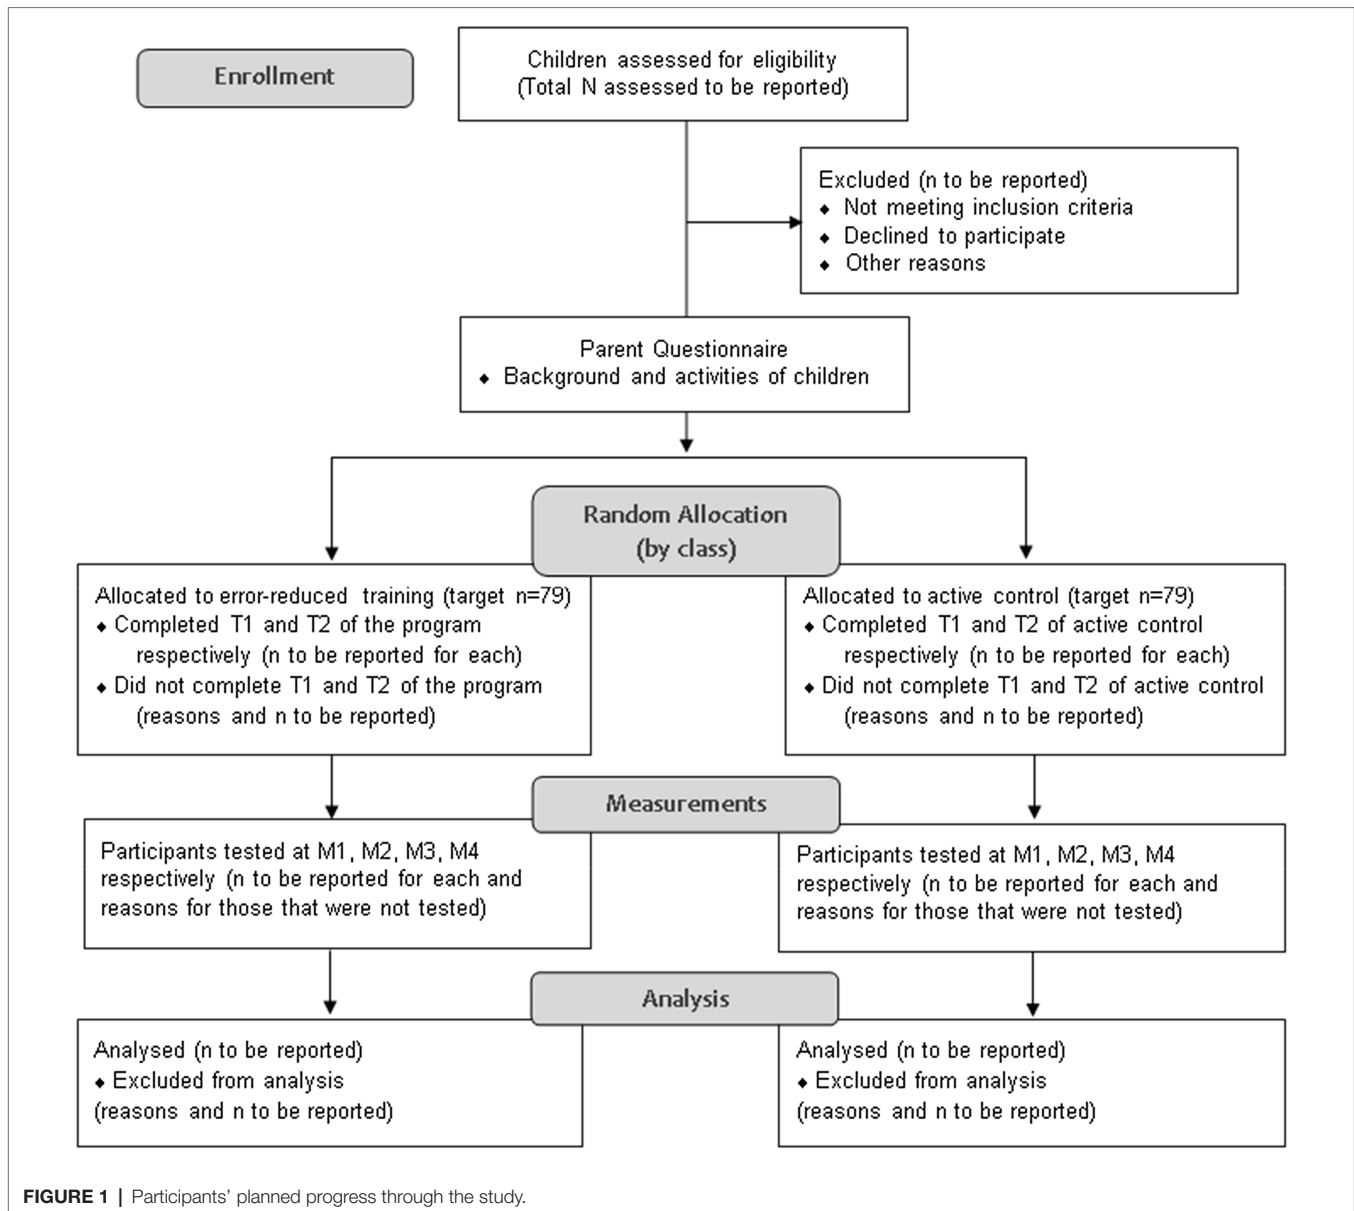 Enrollment
Children assessed for eligibility
(Total N assessed to be reported)
Excluded (n to be reported)
⬥ Not meeting inclusion criteria
⬥ Declined to participate
⬥ Other reasons
Parent Questionnaire
⬥ Background and activities of children
Random Allocation
(by class)
Allocated to error-reduced training (target n=79)
⬥ Completed T1 and T2 of the program
respectively (n to be reported for each)
⬥ Did not complete T1 and T2 of the program
(reasons and n to be reported)
Allocated to active control (target n=79)
⬥ Completed T1 and T2 of active control
respectively (n to be reported for each)
⬥ Did not complete T1 and T2 of active control
(reasons and n to be reported)
Measurements
Participants tested at M1, M2, M3, M4
respectively (n to be reported for each and
reasons for those that were not tested)
Participants tested at M1, M2, M3, M4
respectively (n to be reported for each and
reasons for those that were not tested)
Analysis
Analysed (n to be reported)
⬥ Excluded from analysis
(reasons and n to be reported)
Analysed (n to be reported)
⬥ Excluded from analysis
(reasons and n to be reported)
FIGURE 1 | Participants’ planned progress through the study.